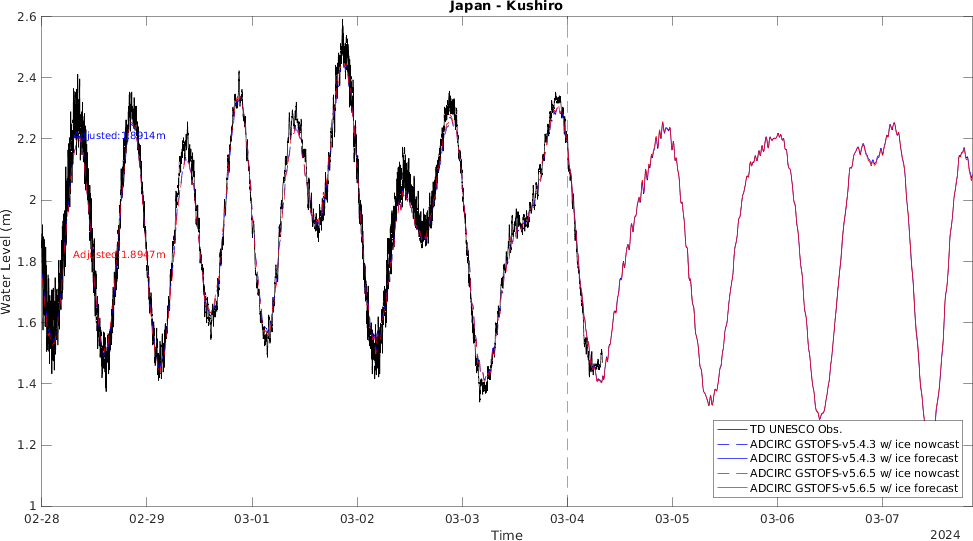 Japan - Kushiro
2.6
2.4
2.2
2
1.8
1.6
1.4
1.2
1
Water Level (m)
Adjusted:1.8914m
Adjusted:1.8947m
TD UNESCO Obs.
ADCIRC GSTOFS-v5.4.3 w/ ice nowcast
ADCIRC GSTOFS-v5.4.3 w/ ice forecast
ADCIRC GSTOFS-v5.6.5 w/ ice nowcast
ADCIRC GSTOFS-v5.6.5 w/ ice forecast
02-28 02-29 03-01 03-02 03-03 03-04 03-05 03-06 03-07
Time
2024